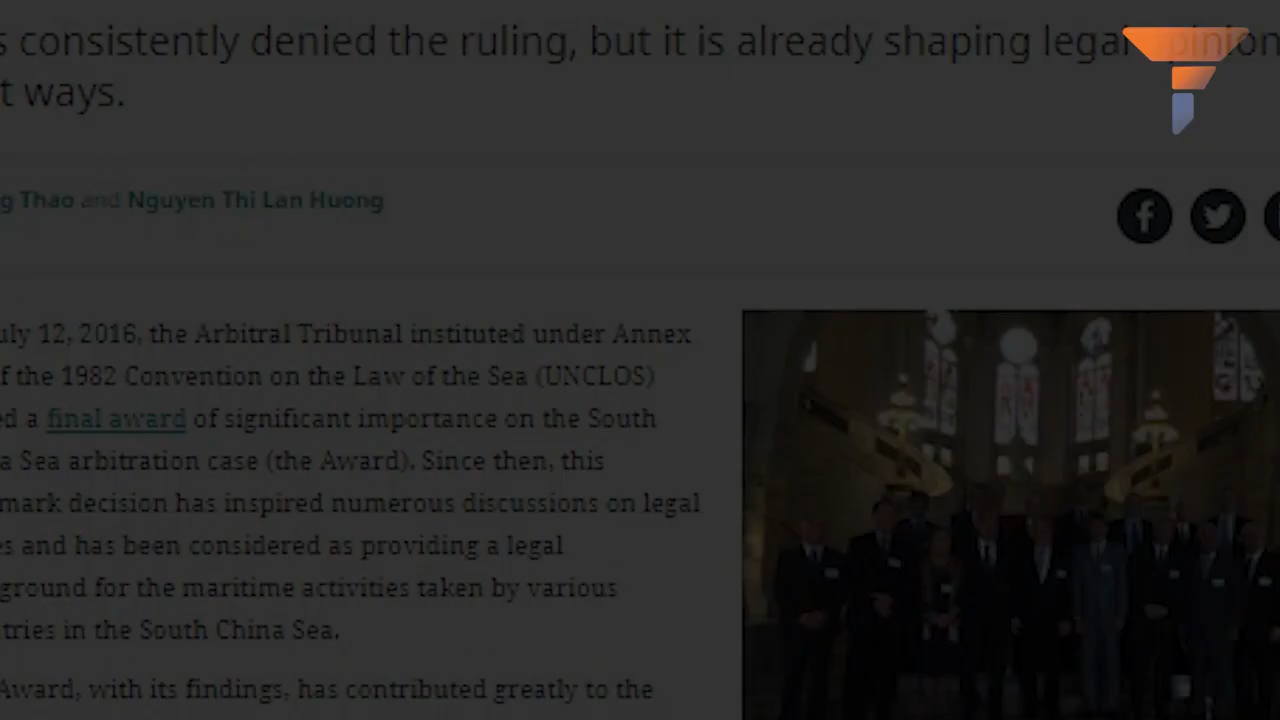 s consistently denied the ruling, but it is already shaping legal opinion
t ways.
g Thao and Nguyen Thi Lan Huong
uly 12, 2016, the Arbitral Tribunal instituted under Annex
f the 1982 Convention on the Law of the Sea (UNCLOS)
ed a final award of significant importance on the South
a Sea arbitration case (the Award). Since then, this
mark decision has inspired numerous discussions on legal
es and has been considered as providing a legal
ground for the maritime activities taken by various
tries in the South China Sea.
Award, with its findings, has contributed greatly to the